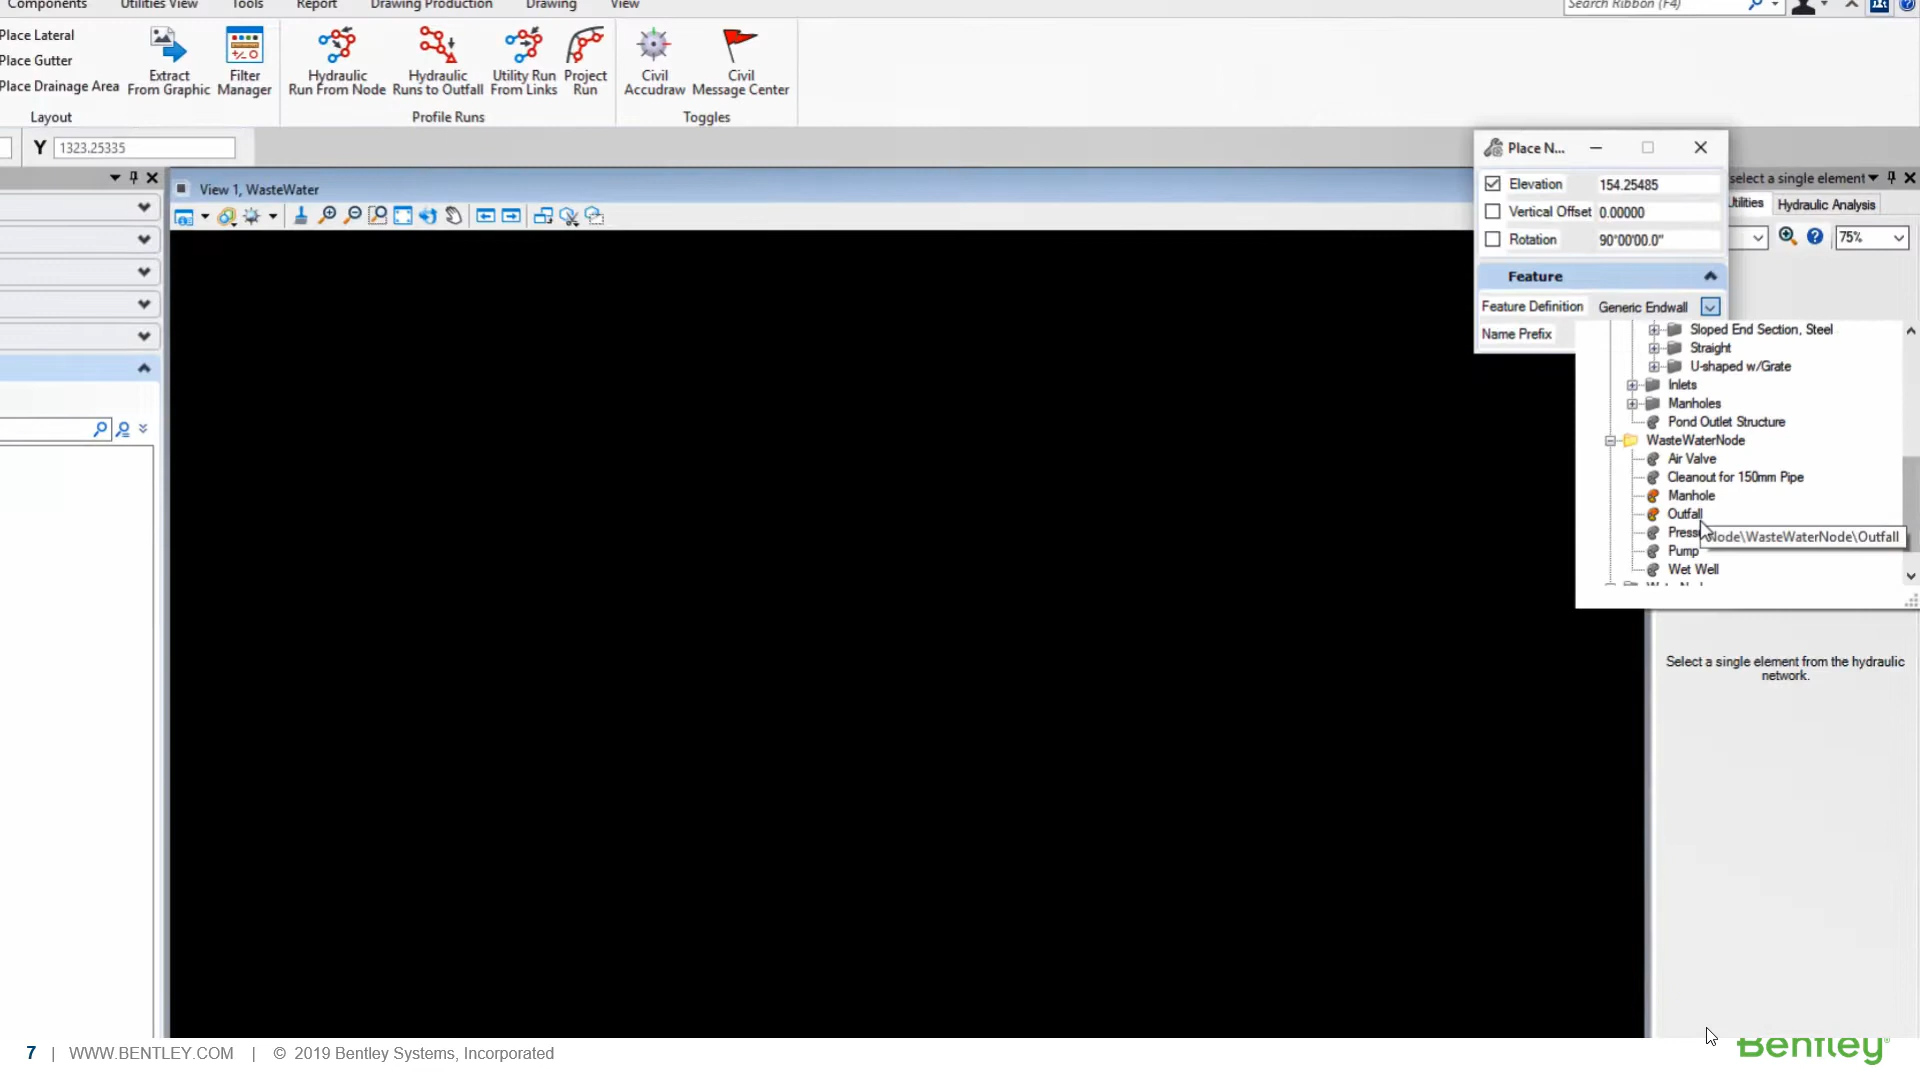 Components Utilities View Tools Report Drawing Production Drawing View Search Ribbon (F4)
Place Lateral
Place Gutter
Place Drainage Area
Extract
From Graphic
Filter
Manager
Hydraulic
Run From Node
Hydraulic
Runs to Outfall
Utility Run
From Links
Project
Run
Civil
Accudraw
Civil
Message Center
Layout Profile Runs Toggles
Y 1323.25335
View 1, WasteWater
Place N...
Elevation 154.25485
Vertical Offset 0.00000
Rotation 90°00'00.0"
Feature
Feature Definition Generic Endwall
Name Prefix
select a single element
Utilities Hydraulic Analysis
75%
Sloped End Section, Steel
Straight
U-shaped w/Grate
Inlets
Manholes
Pond Outlet Structure
WasteWaterNode
Air Valve
Cleanout for 150mm Pipe
Manhole
Outfall
Node\WasteWaterNode\Outfall
Pump
Wet Well
Select a single element from the hydraulic
network.
7 | WWW.BENTLEY.COM | © 2019 Bentley Systems, Incorporated
Bentley